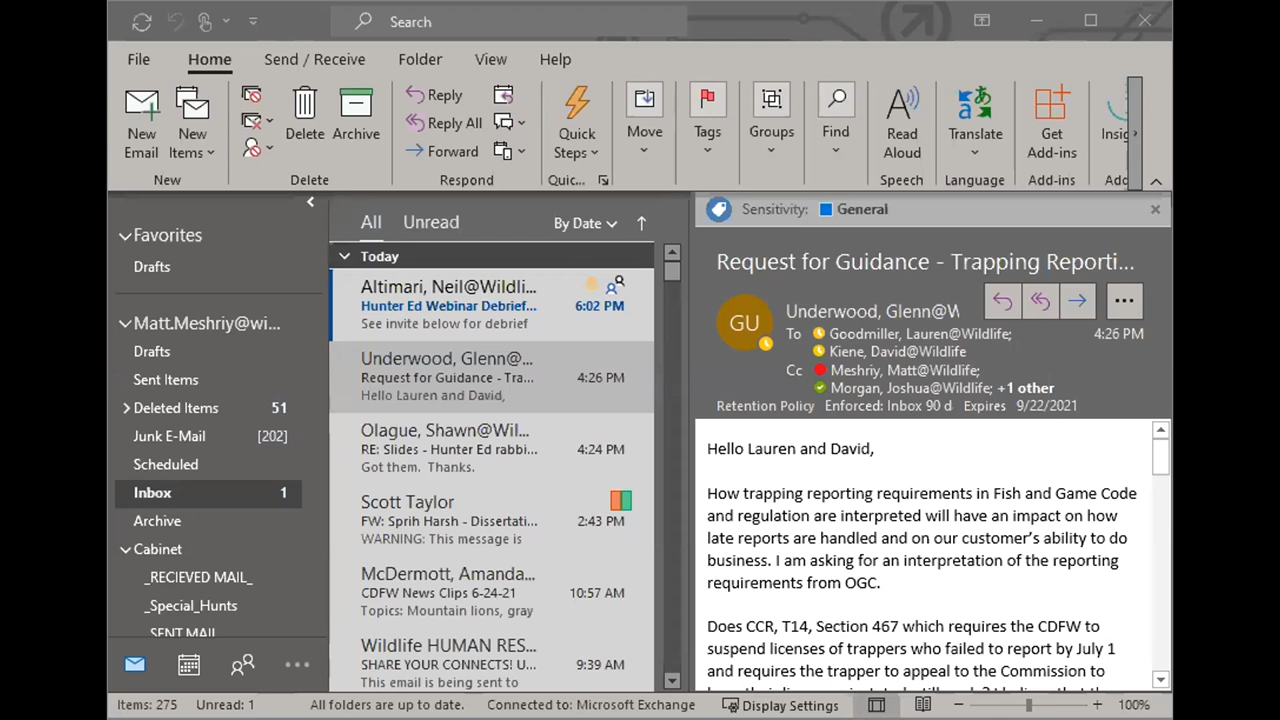 Search
File Home Send / Receive Folder View Help
New Email
New Items
Delete
Archive
Reply
Reply All
Forward
Quick Steps
Move
Tags
Groups
Find
Read Aloud
Translate
Get Add-ins
Insig
New Delete Respond Quic... Speech Language Add-ins Adc
Favorites
Drafts
Matt.Meshriy@wi...
Drafts
Sent Items
Deleted Items 51
Junk E-Mail [202]
Scheduled
Inbox 1
Archive
Cabinet
_RECIEVED MAIL_
_Special_Hunts
SENT MAIL
All Unread By Date
Today
Altimari, Neil@Wildli...
Hunter Ed Webinar Debrief... 6:02 PM
See invite below for debrief
Underwood, Glenn@...
Request for Guidance - Tra... 4:26 PM
Hello Lauren and David,
Olague, Shawn@Wil...
RE: Slides - Hunter Ed rabbi... 4:24 PM
Got them. Thanks.
Scott Taylor
FW: Sprih Harsh - Dissertati... 2:43 PM
WARNING: This message is
McDermott, Amanda...
CDFW News Clips 6-24-21 10:57 AM
Topics: Mountain lions, gray
Wildlife HUMAN RES...
SHARE YOUR CONNECTS! U... 9:39 AM
This email is being sent to
Sensitivity: General
Request for Guidance - Trapping Reporti...
GU
Underwood, Glenn@W
To Goodmiller, Lauren@Wildlife; 4:26 PM
Kiene, David@Wildlife
Cc Meshriy, Matt@Wildlife;
Morgan, Joshua@Wildlife; +1 other
Retention Policy Enforced: Inbox 90 d Expires 9/22/2021
Hello Lauren and David,
How trapping reporting requirements in Fish and Game Code
and regulation are interpreted will have an impact on how
late reports are handled and on our customer's ability to do
business. I am asking for an interpretation of the reporting
requirements from OGC.
Does CCR, T14, Section 467 which requires the CDFW to
suspend licenses of trappers who failed to report by July 1
and requires the trapper to appeal to the Commission to
Items: 275 Unread: 1 All folders are up to date. Connected to: Microsoft Exchange Display Settings 100%